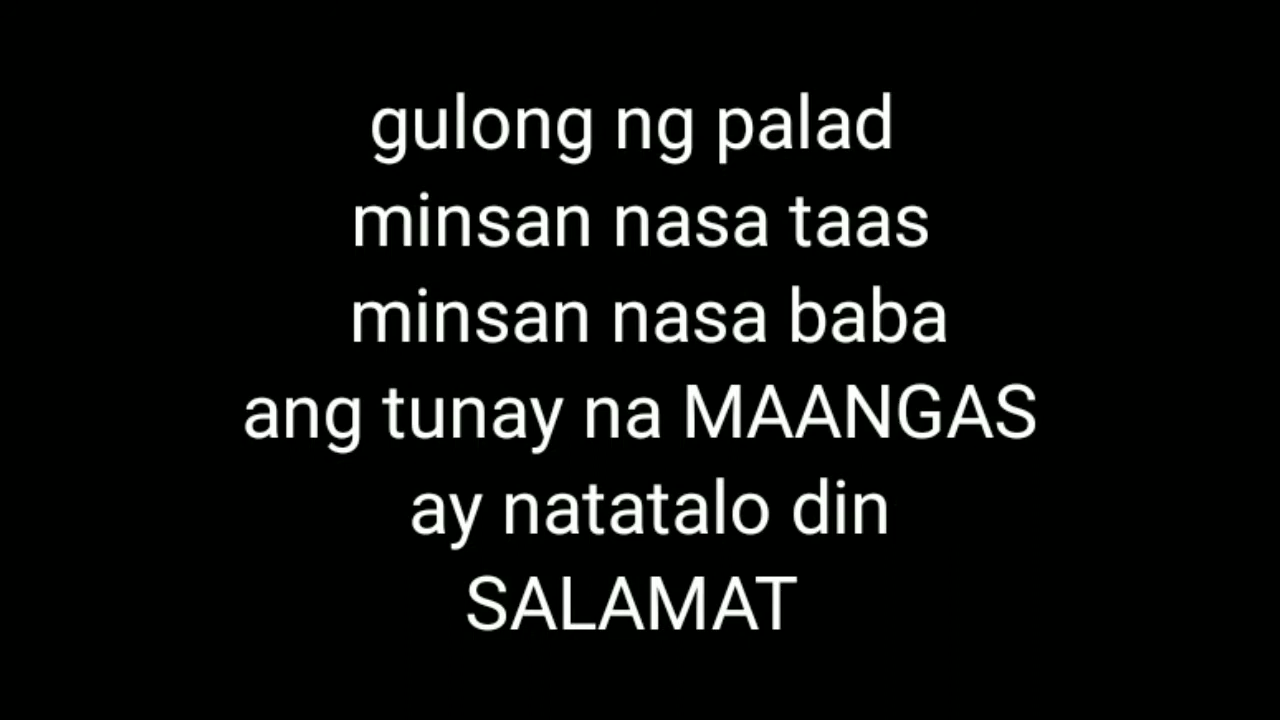 gulong ng palad
minsan nasa taas
minsan nasa baba
ang tunay na MAANGAS
ay natatalo din
SALAMAT